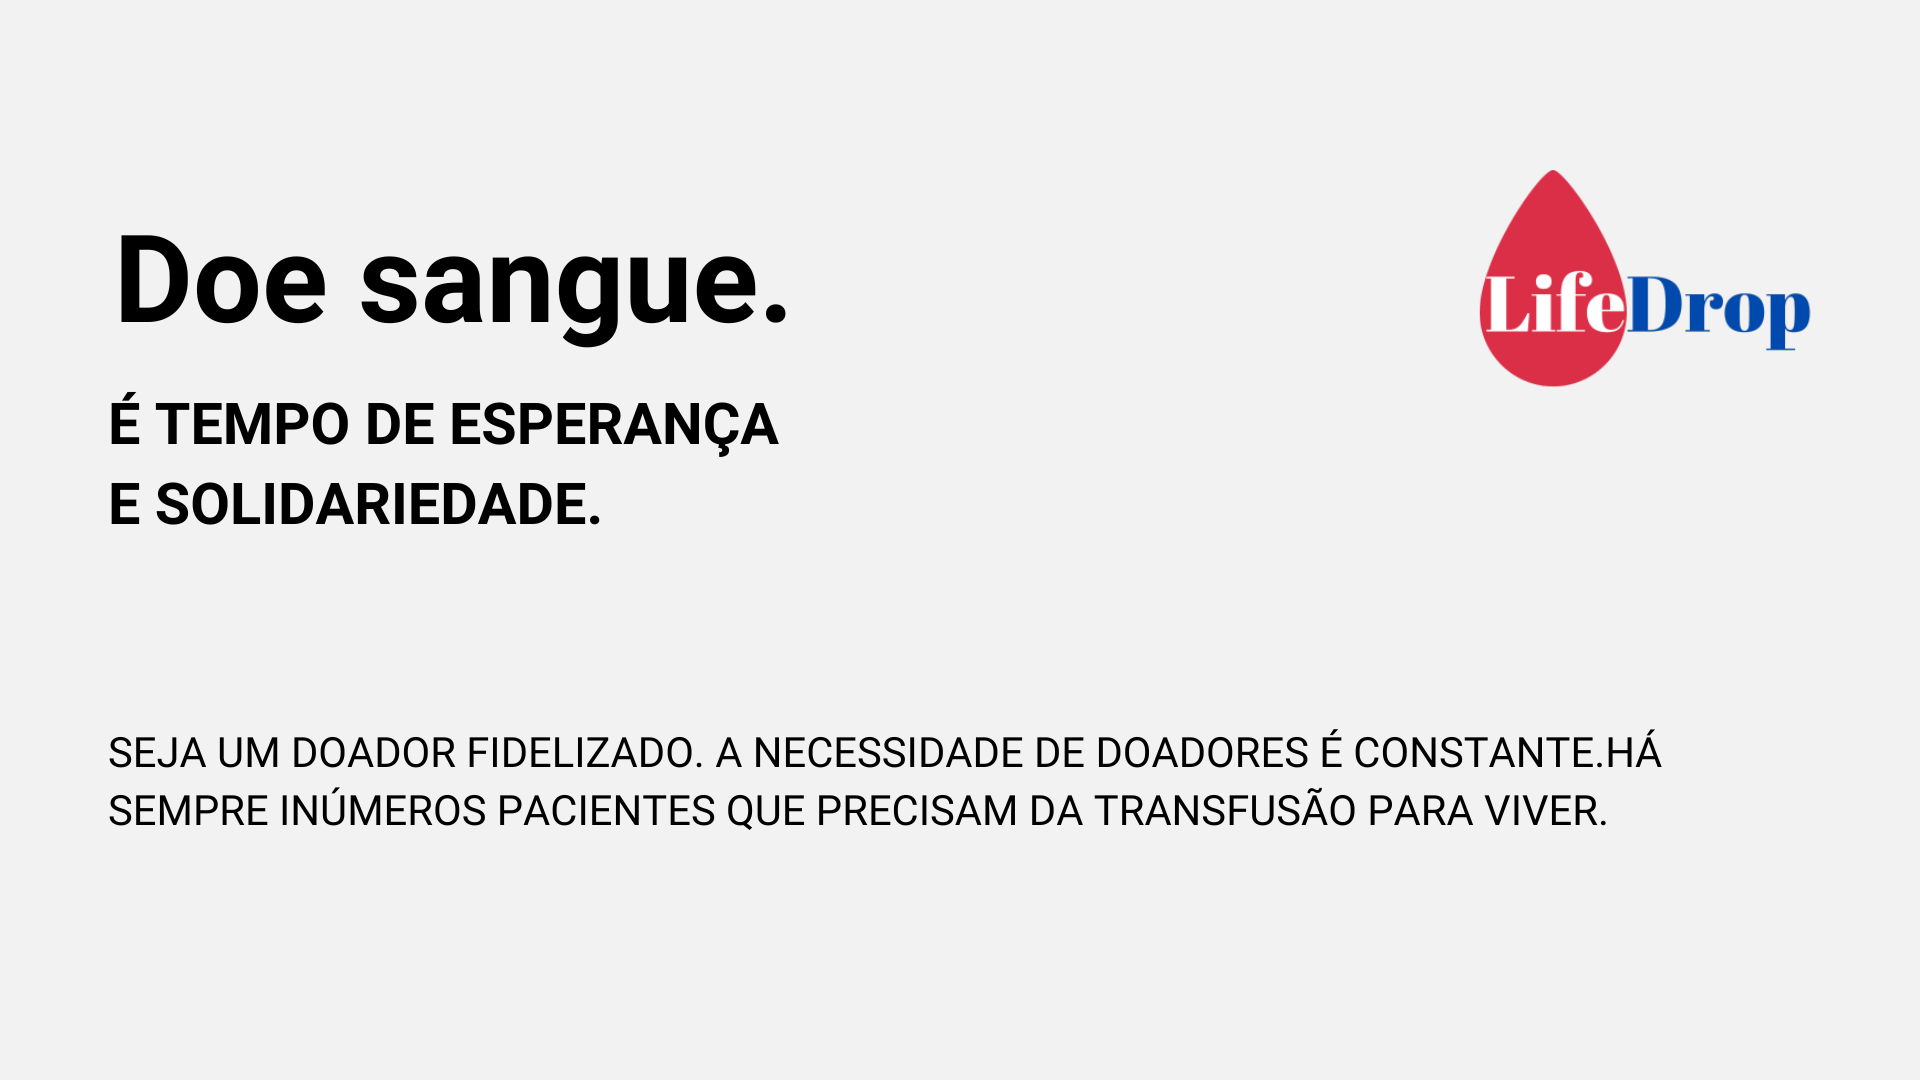 Doe sangue.
LifeDrop
É TEMPO DE ESPERANÇA
E SOLIDARIEDADE.
SEJA UM DOADOR FIDELIZADO. A NECESSIDADE DE DOADORES É CONSTANTE.HÁ
SEMPRE INÚMEROS PACIENTES QUE PRECISAM DA TRANSFUSÃO PARA VIVER.